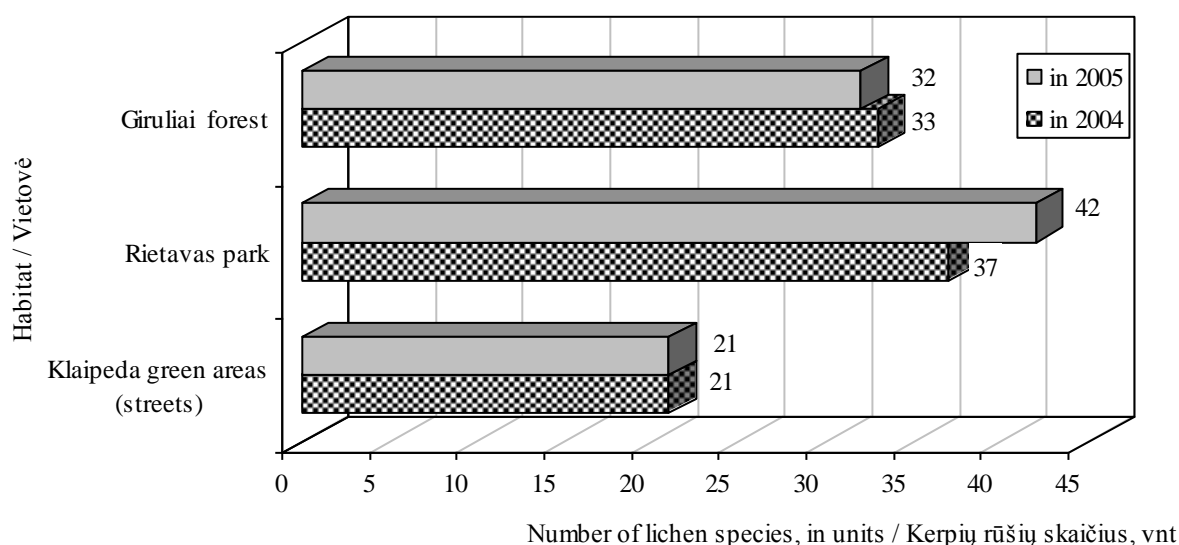 Habitat / Vietovė
Giruliai forest
32
33
in 2005
in 2004
Rietavas park
42
37
Klaipeda green areas
(streets)
21
21
0 5 10 15 20 25 30 35 40 45
Number of lichen species, in units / Kerpių rūšių skaičius, vnt